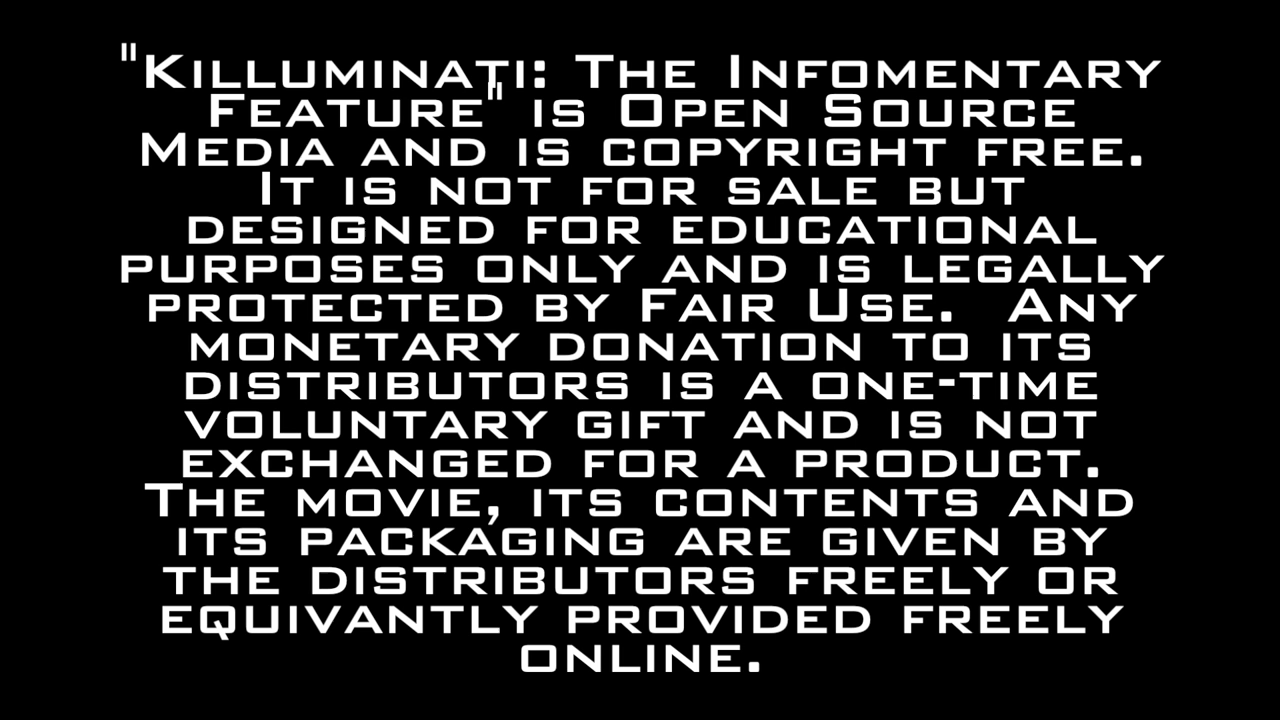 "Killuminati: The Infomentary
Feature" is Open Source
Media and is copyright free.
It is not for sale but
designed for educational
purposes only and is legally
protected by Fair Use.  Any
monetary donation to its
distributors is a one-time
voluntary gift and is not
exchanged for a product.
The movie, its contents and
its packaging are given by
the distributors freely or
equivantly provided freely
online.